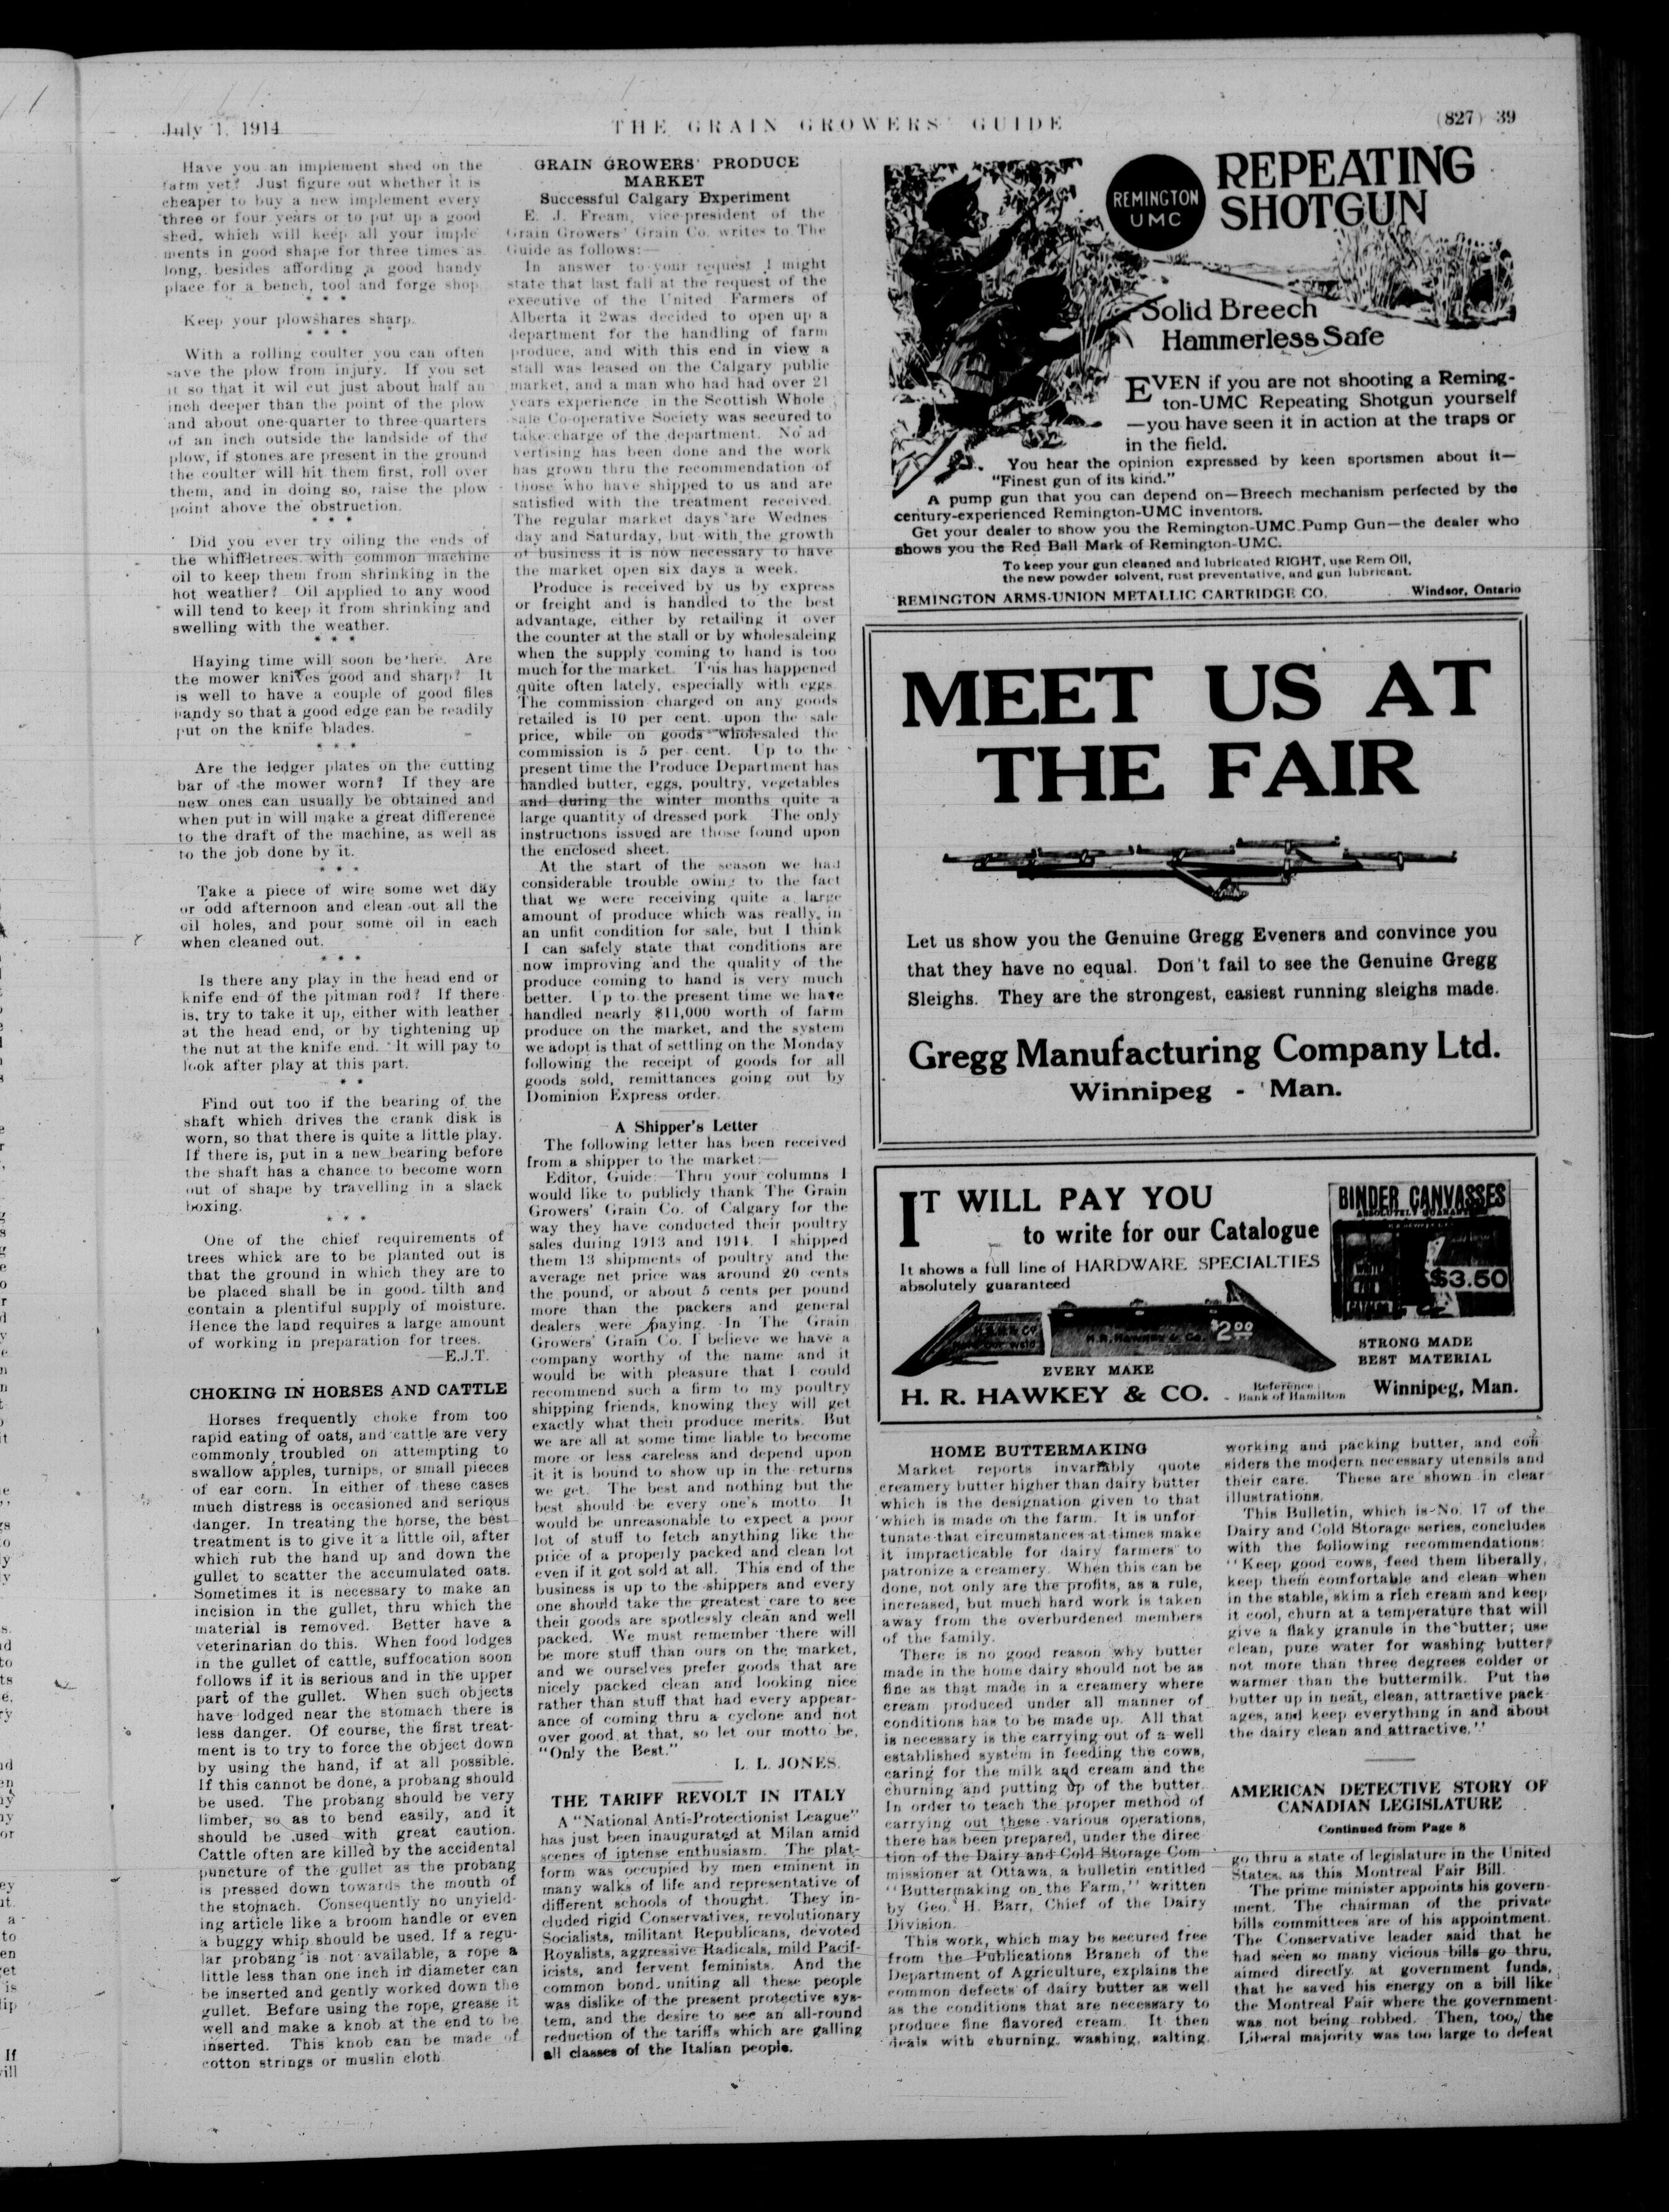 July 1, 1914
THE GRAIN GROWERS' GUIDE
(827) 39
Have you an implement shed on the
farm yet? Just figure out whether it is
cheaper to buy a new implement every
three or four years or to put up a good
shed, which will keep all your imple-
ments in good shape for three times as
long, besides affording a good handy
place for a bench, tool and forge shop.
* * *
Keep your plowshares sharp.
* * *
With a rolling coulter you can often
save the plow from injury. If you set
it so that it wil cut just about half an
inch deeper than the point of the plow
and about one-quarter to three-quarters
of an inch outside the landside of the
plow, if stones are present in the ground
the coulter will hit them first, roll over
them, and in doing so, raise the plow
point above the obstruction.
* * *
Did you ever try oiling the ends of
the whiffletrees with common machine
oil to keep them from shrinking in the
hot weather? Oil applied to any wood
will tend to keep it from shrinking and
swelling with the weather.
* * *
Haying time will soon be here. Are
the mower knives good and sharp? It
is well to have a couple of good files
handy so that a good edge can be readily
put on the knife blades.
* * *
Are the ledger plates on the cutting
bar of the mower worn? If they are
new ones can usually be obtained and
when put in will make a great difference
to the draft of the machine, as well as
to the job done by it.
* * *
Take a piece of wire some wet day
or odd afternoon and clean out all the
oil holes, and pour some oil in each
when cleaned out.
* * *
Is there any play in the head end or
knife end of the pitman rod? If there
is, try to take it up, either with leather
at the head end, or by tightening up
the nut at the knife end. It will pay to
look after play at this part.
* *
Find out too if the bearing of the
shaft which drives the crank disk is
worn, so that there is quite a little play.
If there is, put in a new bearing before
the shaft has a chance to become worn
out of shape by travelling in a slack
boxing.
* * *
One of the chief requirements of
trees which are to be planted out is
that the ground in which they are to
be placed shall be in good tilth and
contain a plentiful supply of moisture.
Hence the land requires a large amount
of working in preparation for trees.
—E.J.T.
CHOKING IN HORSES AND CATTLE
Horses frequently choke from too
rapid eating of oats, and cattle are very
commonly troubled on attempting to
swallow apples, turnips, or small pieces
of ear corn. In either of these cases
much distress is occasioned and serious
danger. In treating the horse, the best
treatment is to give it a little oil, after
which rub the hand up and down the
gullet to scatter the accumulated oats.
Sometimes it is necessary to make an
incision in the gullet, thru which the
material is removed. Better have a
veterinarian do this. When food lodges
in the gullet of cattle, suffocation soon
follows if it is serious and in the upper
part of the gullet. When such objects
have lodged near the stomach there is
less danger. Of course, the first treat-
ment is to try to force the object down
by using the hand, if at all possible.
If this cannot be done, a probang should
be used. The probang should be very
limber, so as to bend easily, and it
should be used with great caution.
Cattle often are killed by the accidental
puncture of the gullet as the probang
is pressed down towards the mouth of
the stomach. Consequently no unyield-
ing article like a broom handle or even
a buggy whip should be used. If a regu-
lar probang is not available, a rope a
little less than one inch in diameter can
be inserted and gently worked down the
gullet. Before using the rope, grease it
well and make a knob at the end to be
inserted. This knob can be made of
cotton strings or muslin cloth.
GRAIN GROWERS' PRODUCE
MARKET
Successful Calgary Experiment
E. J. Fream, vice-president of the
Grain Growers' Grain Co. writes to The
Guide as follows:—
In answer to your request I might
state that last fall at the request of the
executive of the United Farmers of
Alberta it 2was decided to open up a
department for the handling of farm
produce, and with this end in view a
stall was leased on the Calgary public
market, and a man who had had over 21
years experience in the Scottish Whole
sale Co-operative Society was secured to
take charge of the department. No ad
vertising has been done and the work
has grown thru the recommendation of
those who have shipped to us and are
satisfied with the treatment received.
The regular market days are Wednes
day and Saturday, but with the growth
of business it is now necessary to have
the market open six days a week.
Produce is received by us by express
or freight and is handled to the best
advantage, either by retailing it over
the counter at the stall or by wholesaleing
when the supply coming to hand is too
much for the market. This has happened
quite often lately, especially with eggs.
The commission charged on any goods
retailed is 10 per cent. upon the sale
price, while on goods wholesaled the
commission is 5 per cent. Up to the
present time the Produce Department has
handled butter, eggs, poultry, vegetables
and during the winter months quite a
large quantity of dressed pork. The only
instructions issued are those found upon
the enclosed sheet.
At the start of the season we had
considerable trouble owing to the fact
that we were receiving quite a large
amount of produce which was really in
an unfit condition for sale, but I think
I can safely state that conditions are
now improving and the quality of the
produce coming to hand is very much
better. Up to the present time we have
handled nearly $11,000 worth of farm
produce on the market, and the system
we adopt is that of settling on the Monday
following the receipt of goods for all
goods sold, remittances going out by
Dominion Express order.
A Shipper's Letter
The following letter has been received
from a shipper to the market:—
Editor, Guide:—Thru your columns I
would like to publicly thank The Grain
Growers' Grain Co. of Calgary for the
way they have conducted their poultry
sales during 1913 and 1914. I shipped
them 13 shipments of poultry and the
average net price was around 20 cents
the pound, or about 5 cents per pound
more than the packers and general
dealers were paying. In The Grain
Growers' Grain Co. I believe we have a
company worthy of the name and it
would be with pleasure that I could
recommend such a firm to my poultry
shipping friends, knowing they will get
exactly what their produce merits. But
we are all at some time liable to become
more or less careless and depend upon
it it is bound to show up in the returns
we get. The best and nothing but the
best should be every one's motto. It
would be unreasonable to expect a poor
lot of stuff to fetch anything like the
price of a properly packed and clean lot
even if it got sold at all. This end of the
business is up to the shippers and every
one should take the greatest care to see
their goods are spotlessly clean and well
packed. We must remember there will
be more stuff than ours on the market,
and we ourselves prefer goods that are
nicely packed clean and looking nice
rather than stuff that had every appear-
ance of coming thru a cyclone and not
over good at that, so let our motto be,
"Only the Best."
L. L. JONES.
THE TARIFF REVOLT IN ITALY
A "National Anti-Protectionist League"
has just been inaugurated at Milan amid
scenes of intense enthusiasm. The plat-
form was occupied by men eminent in
many walks of life and representative of
different schools of thought. They in-
cluded rigid Conservatives, revolutionary
Socialists, militant Republicans, devoted
Royalists, aggressive Radicals, mild Pacif-
icists, and fervent feminists. And the
common bond uniting all these people
was dislike of the present protective sys-
tem, and the desire to see an all-round
reduction of the tariffs which are galling
all classes of the Italian people.
REMINGTON
UMC
REPEATING
SHOTGUN
Solid Breech
Hammerless Safe
EVEN if you are not shooting a Reming-
ton-UMC Repeating Shotgun yourself
—you have seen it in action at the traps or
in the field.
You hear the opinion expressed by keen sportsmen about it—
"Finest gun of its kind."
A pump gun that you can depend on—Breech mechanism perfected by the
century-experienced Remington-UMC inventors.
Get your dealer to show you the Remington-UMC Pump Gun—the dealer who
shows you the Red Ball Mark of Remington-UMC.
To keep your gun cleaned and lubricated RIGHT, use Rem Oil,
the new powder solvent, rust preventative, and gun lubricant.
REMINGTON ARMS-UNION METALLIC CARTRIDGE CO. Windsor, Ontario
MEET US AT
THE FAIR
Let us show you the Genuine Gregg Eveners and convince you
that they have no equal. Don't fail to see the Genuine Gregg
Sleighs. They are the strongest, easiest running sleighs made.
Gregg Manufacturing Company Ltd.
Winnipeg - Man.
IT WILL PAY YOU
to write for our Catalogue
It shows a full line of HARDWARE SPECIALTIES
absolutely guaranteed
BINDER CANVASSES
ABSOLUTELY
$3.50
H.R. Hawkey & Co.
$2.00
EVERY MAKE
STRONG MADE
BEST MATERIAL
H. R. HAWKEY & CO. - Reference: Bank of Hamilton Winnipeg, Man.
HOME BUTTERMAKING
Market reports invariably quote
creamery butter higher than dairy butter
which is the designation given to that
which is made on the farm. It is unfor
tunate that circumstances at times make
it impracticable for dairy farmers to
patronize a creamery. When this can be
done, not only are the profits, as a rule,
increased, but much hard work is taken
away from the overburdened members
of the family.
There is no good reason why butter
made in the home dairy should not be as
fine as that made in a creamery where
cream produced under all manner of
conditions has to be made up. All that
is necessary is the carrying out of a well
established system in feeding the cows,
caring for the milk and cream and the
churning and putting up of the butter.
In order to teach the proper method of
carrying out these various operations,
there has been prepared, under the direc
tion of the Dairy and Cold Storage Com-
missioner at Ottawa, a bulletin entitled
"Buttermaking on the Farm," written
by Geo. H. Barr, Chief of the Dairy
Division.
This work, which may be secured free
from the Publications Branch of the
Department of Agriculture, explains the
common defects of dairy butter as well
as the conditions that are necessary to
produce fine flavored cream. It then
deals with churning, washing, salting,
working and packing butter, and con
siders the modern necessary utensils and
their care. These are shown in clear
illustrations.
This Bulletin, which is No. 17 of the
Dairy and Cold Storage series, concludes
with the following recommendations:
"Keep good cows, feed them liberally,
keep them comfortable and clean when
in the stable, skim a rich cream and keep
it cool, churn at a temperature that will
give a flaky granule in the butter; use
clean, pure water for washing butter,
not more than three degrees colder or
warmer than the buttermilk. Put the
butter up in neat, clean, attractive pack-
ages, and keep everything in and about
the dairy clean and attractive."
AMERICAN DETECTIVE STORY OF
CANADIAN LEGISLATURE
Continued from Page 8
go thru a state of legislature in the United
States, as this Montreal Fair Bill.
The prime minister appoints his govern-
ment. The chairman of the private
bills committees are of his appointment.
The Conservative leader said that he
had seen so many vicious bills go thru,
aimed directly at government funds,
that he saved his energy on a bill like
the Montreal Fair where the government
was not being robbed. Then, too, the
Liberal majority was too large to defeat